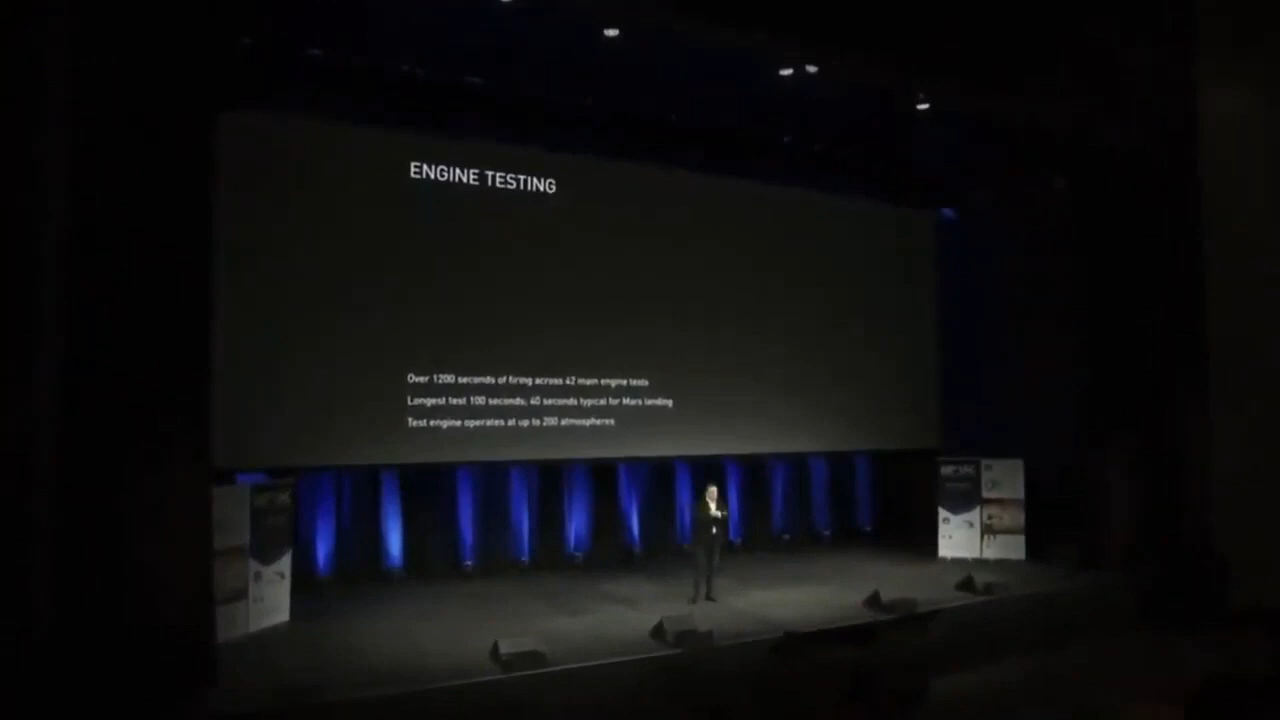 ENGINE TESTING
Over 1200 seconds of firing across 42 main engine tests
Longest test 100 seconds; 40 seconds typical for Mars landing
Test engine operates at up to 200 atmospheres